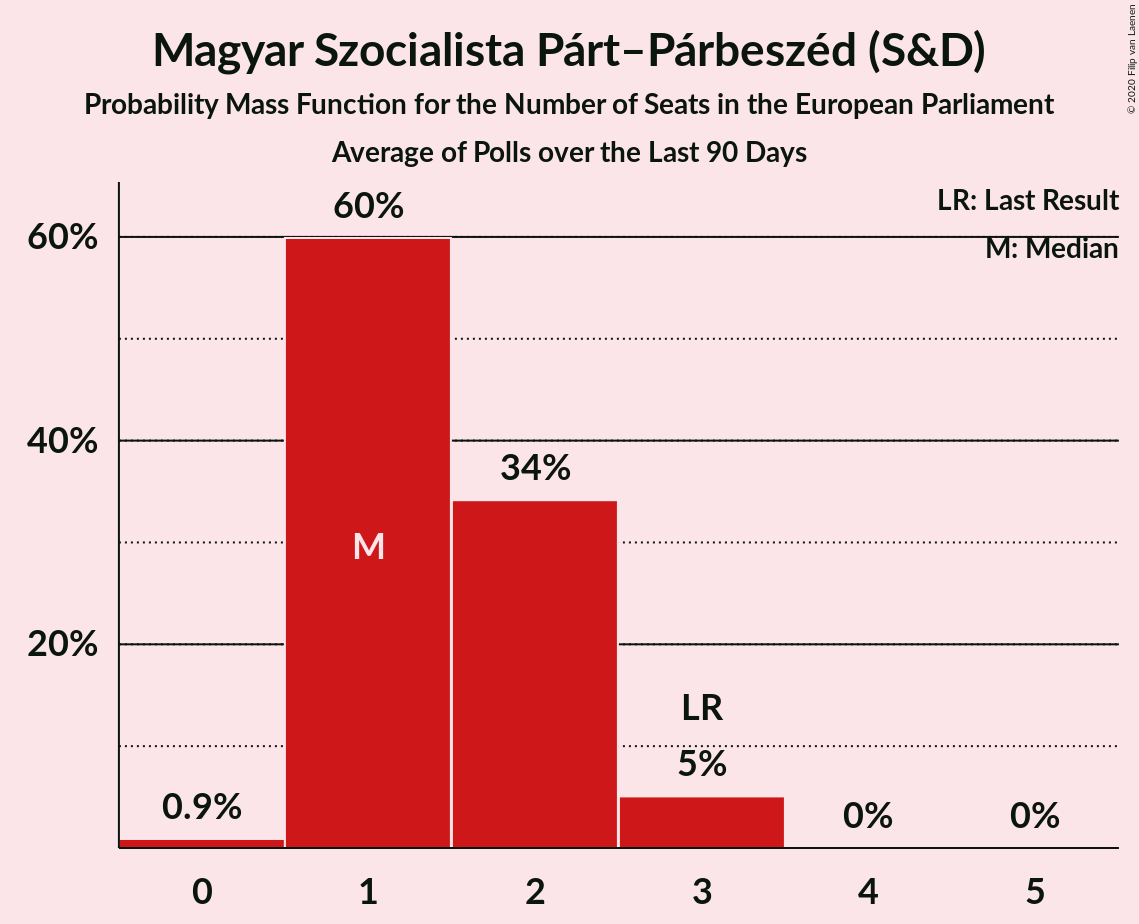 Magyar Szocialista Párt–Párbeszéd (S&D)
Probability Mass Function for the Number of Seats in the European Parliament
Average of Polls over the Last 90 Days
© 2020 Filip van Laenen
LR: Last Result
M: Median
60%
40%
20%
0.9%
60%
M
34%
LR
5%
0%
0%
0 1 2 3 4 5